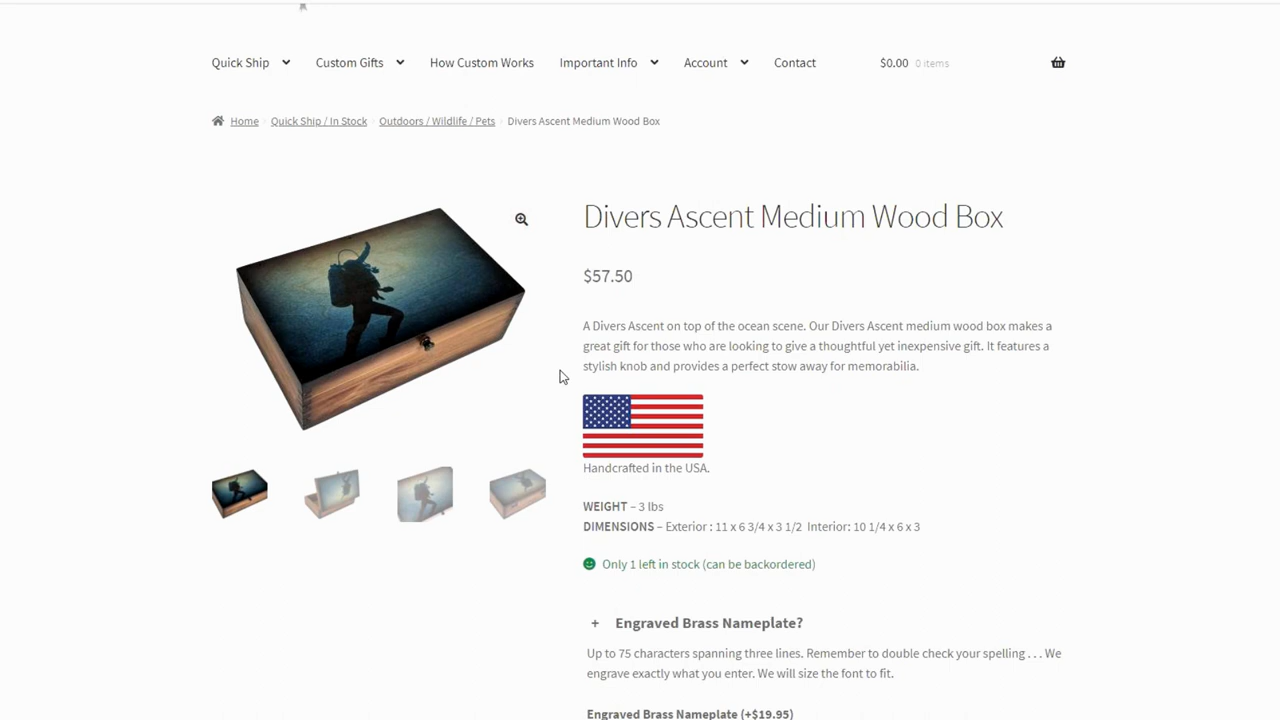 Quick Ship Custom Gifts How Custom Works Important Info Account Contact $0.00 0 items
Home Quick Ship / In Stock Outdoors / Wildlife / Pets Divers Ascent Medium Wood Box
Divers Ascent Medium Wood Box
$57.50
A Divers Ascent on top of the ocean scene. Our Divers Ascent medium wood box makes a
great gift for those who are looking to give a thoughtful yet inexpensive gift. It features a
stylish knob and provides a perfect stow away for memorabilia.
Handcrafted in the USA.
WEIGHT – 3 lbs
DIMENSIONS – Exterior : 11 x 6 3/4 x 3 1/2 Interior: 10 1/4 x 6 x 3
Only 1 left in stock (can be backordered)
+ Engraved Brass Nameplate?
Up to 75 characters spanning three lines. Remember to double check your spelling . . . We
engrave exactly what you enter. We will size the font to fit.
Engraved Brass Nameplate (+$19.95)